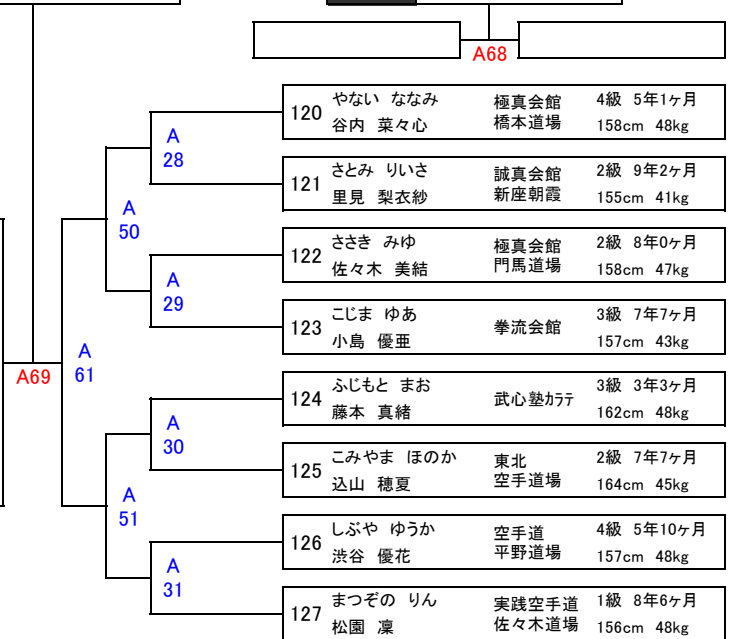 A68
120
やない ななみ
谷内 菜々心
極真会館
橋本道場
4級 5年1ヶ月
158cm 48kg
A
28
121
さとみ りいさ
里見 梨衣紗
誠真会館
新座朝霞
2級 9年2ヶ月
155cm 41kg
A
50
122
ささき みゆ
佐々木 美結
極真会館
門馬道場
2級 8年0ヶ月
158cm 47kg
A
29
123
こじま ゆあ
小島 優亜
拳流会館
3級 7年7ヶ月
157cm 43kg
A69
A
61
124
ふじもと まお
藤本 真緒
武心塾カラテ
3級 3年3ヶ月
162cm 48kg
A
30
125
こみやま ほのか
込山 穂夏
東北
空手道場
2級 7年7ヶ月
164cm 45kg
A
51
126
しぶや ゆうか
渋谷 優花
空手道
平野道場
4級 5年10ヶ月
157cm 48kg
A
31
127
まつぞの りん
松園 凜
実践空手道
佐々木道場
1級 8年6ヶ月
156cm 48kg